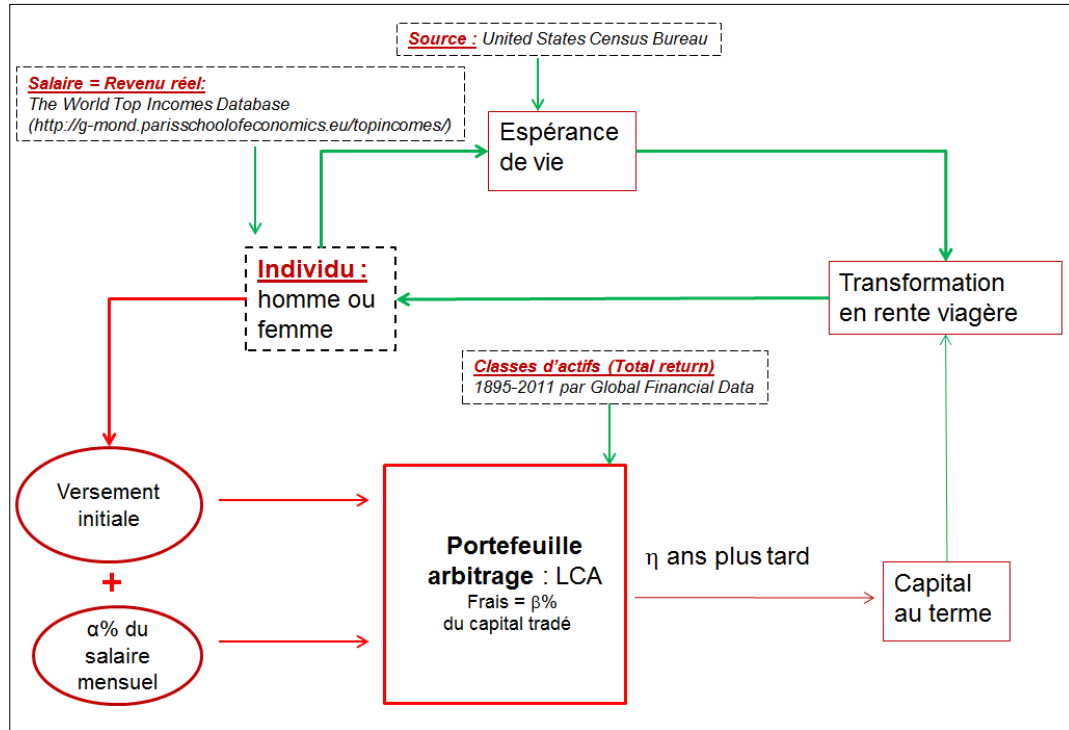 Source : United States Census Bureau
Salaire = Revenu réel:
The World Top Incomes Database
(http://g-mond.parisschoolofeconomics.eu/topincomes/)
Espérance
de vie
Individu :
homme ou
femme
Transformation
en rente viagère
Classes d'actifs (Total return)
1895-2011 par Global Financial Data
Versement
initiale
+
α% du
salaire
mensuel
Portefeuille
arbitrage : LCA
Frais = β%
du capital tradé
η ans plus tard
Capital
au terme